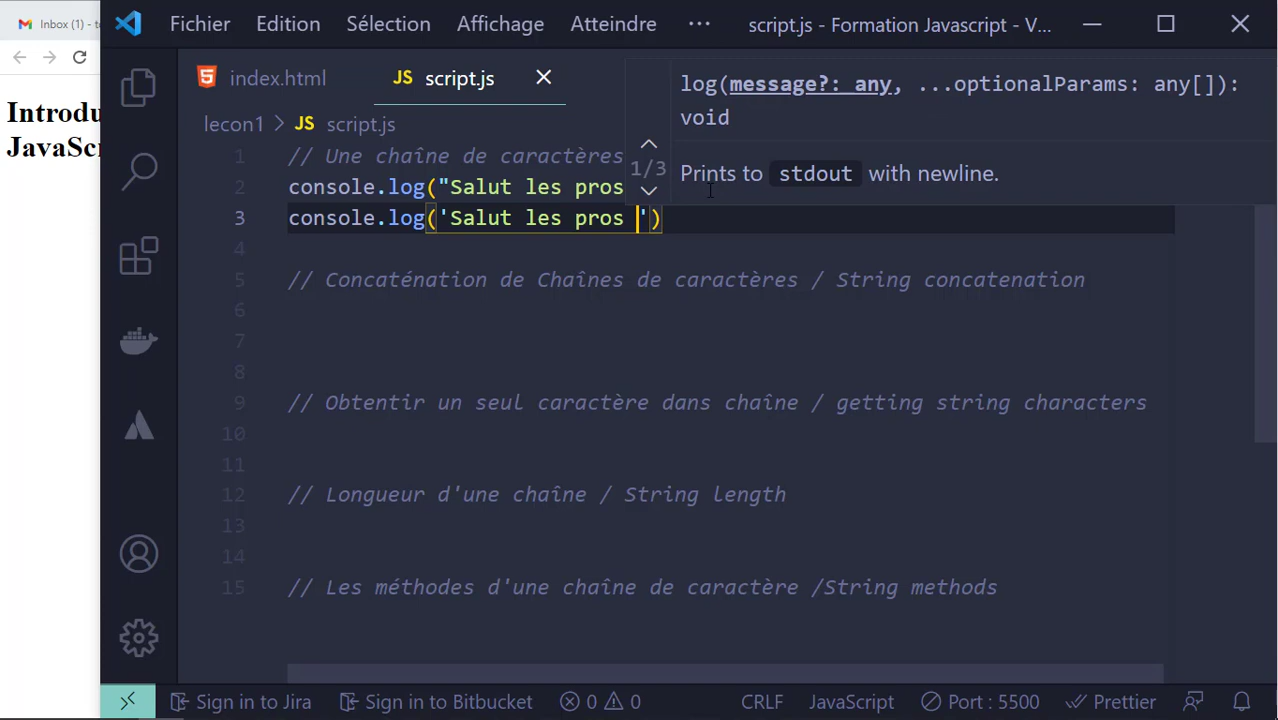 Inbox (1) - t
Fichier Edition Sélection Affichage Atteindre ··· script.js - Formation Javascript - V...
index.html JS script.js
log(message?: any, ...optionalParams: any[]):
void
Introdu
JavaScr
lecon1 > JS script.js
1/3
Prints to stdout with newline.
1 // Une chaîne de caractères
2 console.log("Salut les pros
3 console.log('Salut les pros ')
4
5 // Concaténation de Chaînes de caractères / String concatenation
6
7
8
9 // Obtentir un seul caractère dans chaîne / getting string characters
10
11
12 // Longueur d'une chaîne / String length
13
14
15 // Les méthodes d'une chaîne de caractère /String methods
Sign in to Jira Sign in to Bitbucket 0 0 CRLF JavaScript Port : 5500 Prettier